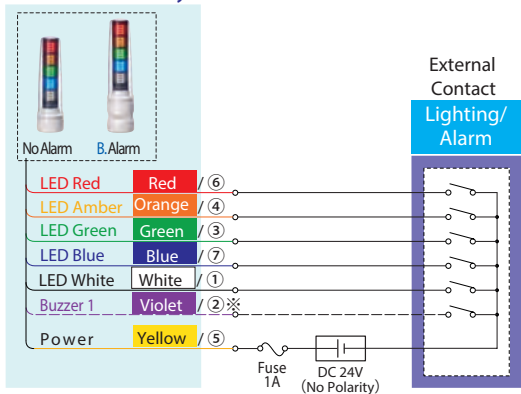 External
Contact
Lighting/
Alarm
No Alarm B.Alarm
LED Red Red / ⑥
LED Amber Orange / ④
LED Green Green / ③
LED Blue Blue / ⑦
LED White White / ①
Buzzer 1 Violet / ②※
Power Yellow / ⑤
Fuse
1A
DC 24V
(No Polarity)